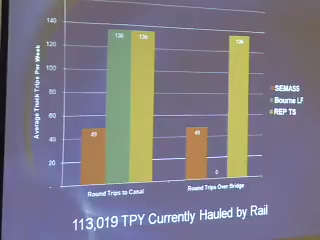 140
120
100
80
60
40
20
-
Average Truck Trips Per Week
49
136
136
49
0
136
SEMASS
Bourne LF
REP TS
Round Trips to Canal
Round Trips Over Bridge
113,019 TPY Currently Hauled by Rail